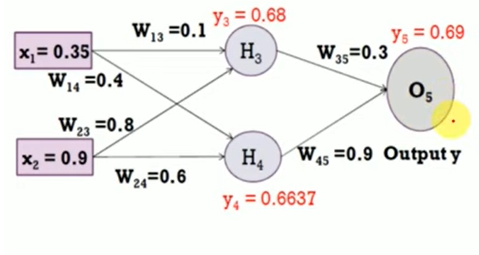 W13 =0.1
y3 = 0.68
x1= 0.35
H3
W35=0.3
y5 = 0.69
W14 =0.4
O5
W23 =0.8
x2 = 0.9
H4
W45 =0.9
Output y
W24=0.6
y4 = 0.6637